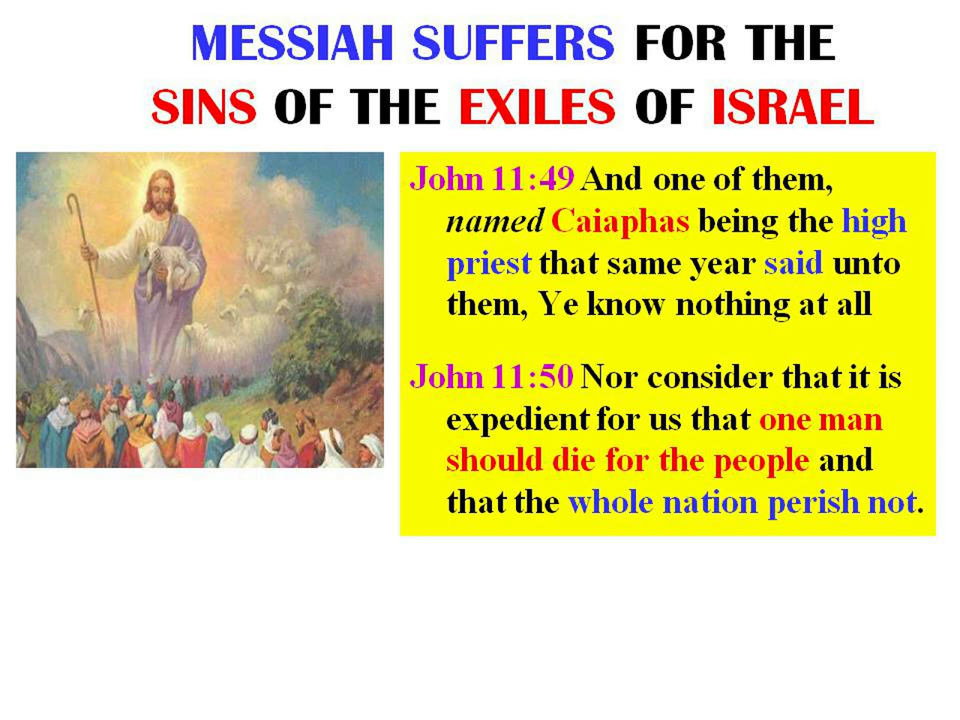 MESSIAH SUFFERS FOR THE
SINS OF THE EXILES OF ISRAEL
John 11:49 And one of them,
named Caiaphas being the high
priest that same year said unto
them, Ye know nothing at all
John 11:50 Nor consider that it is
expedient for us that one man
should die for the people and
that the whole nation perish not.